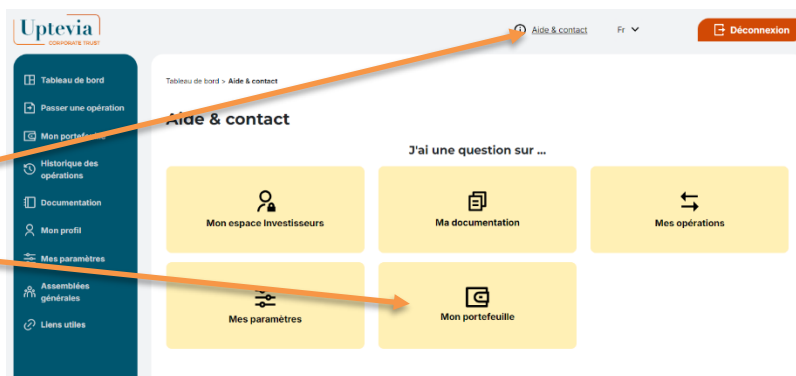 Uptevia
CORPORATE TRUST
Aide & contact
Fr
Déconnexion
Tableau de bord
Passer une opération
Mon portefeuille
Historique des
opérations
Documentation
Mon profil
Mes paramètres
Assemblées
générales
Liens utiles
Tableau de bord > Aide & contact
Aide & contact
J'ai une question sur ...
Mon espace Investisseurs
Ma documentation
Mes opérations
Mes paramètres
Mon portefeuille